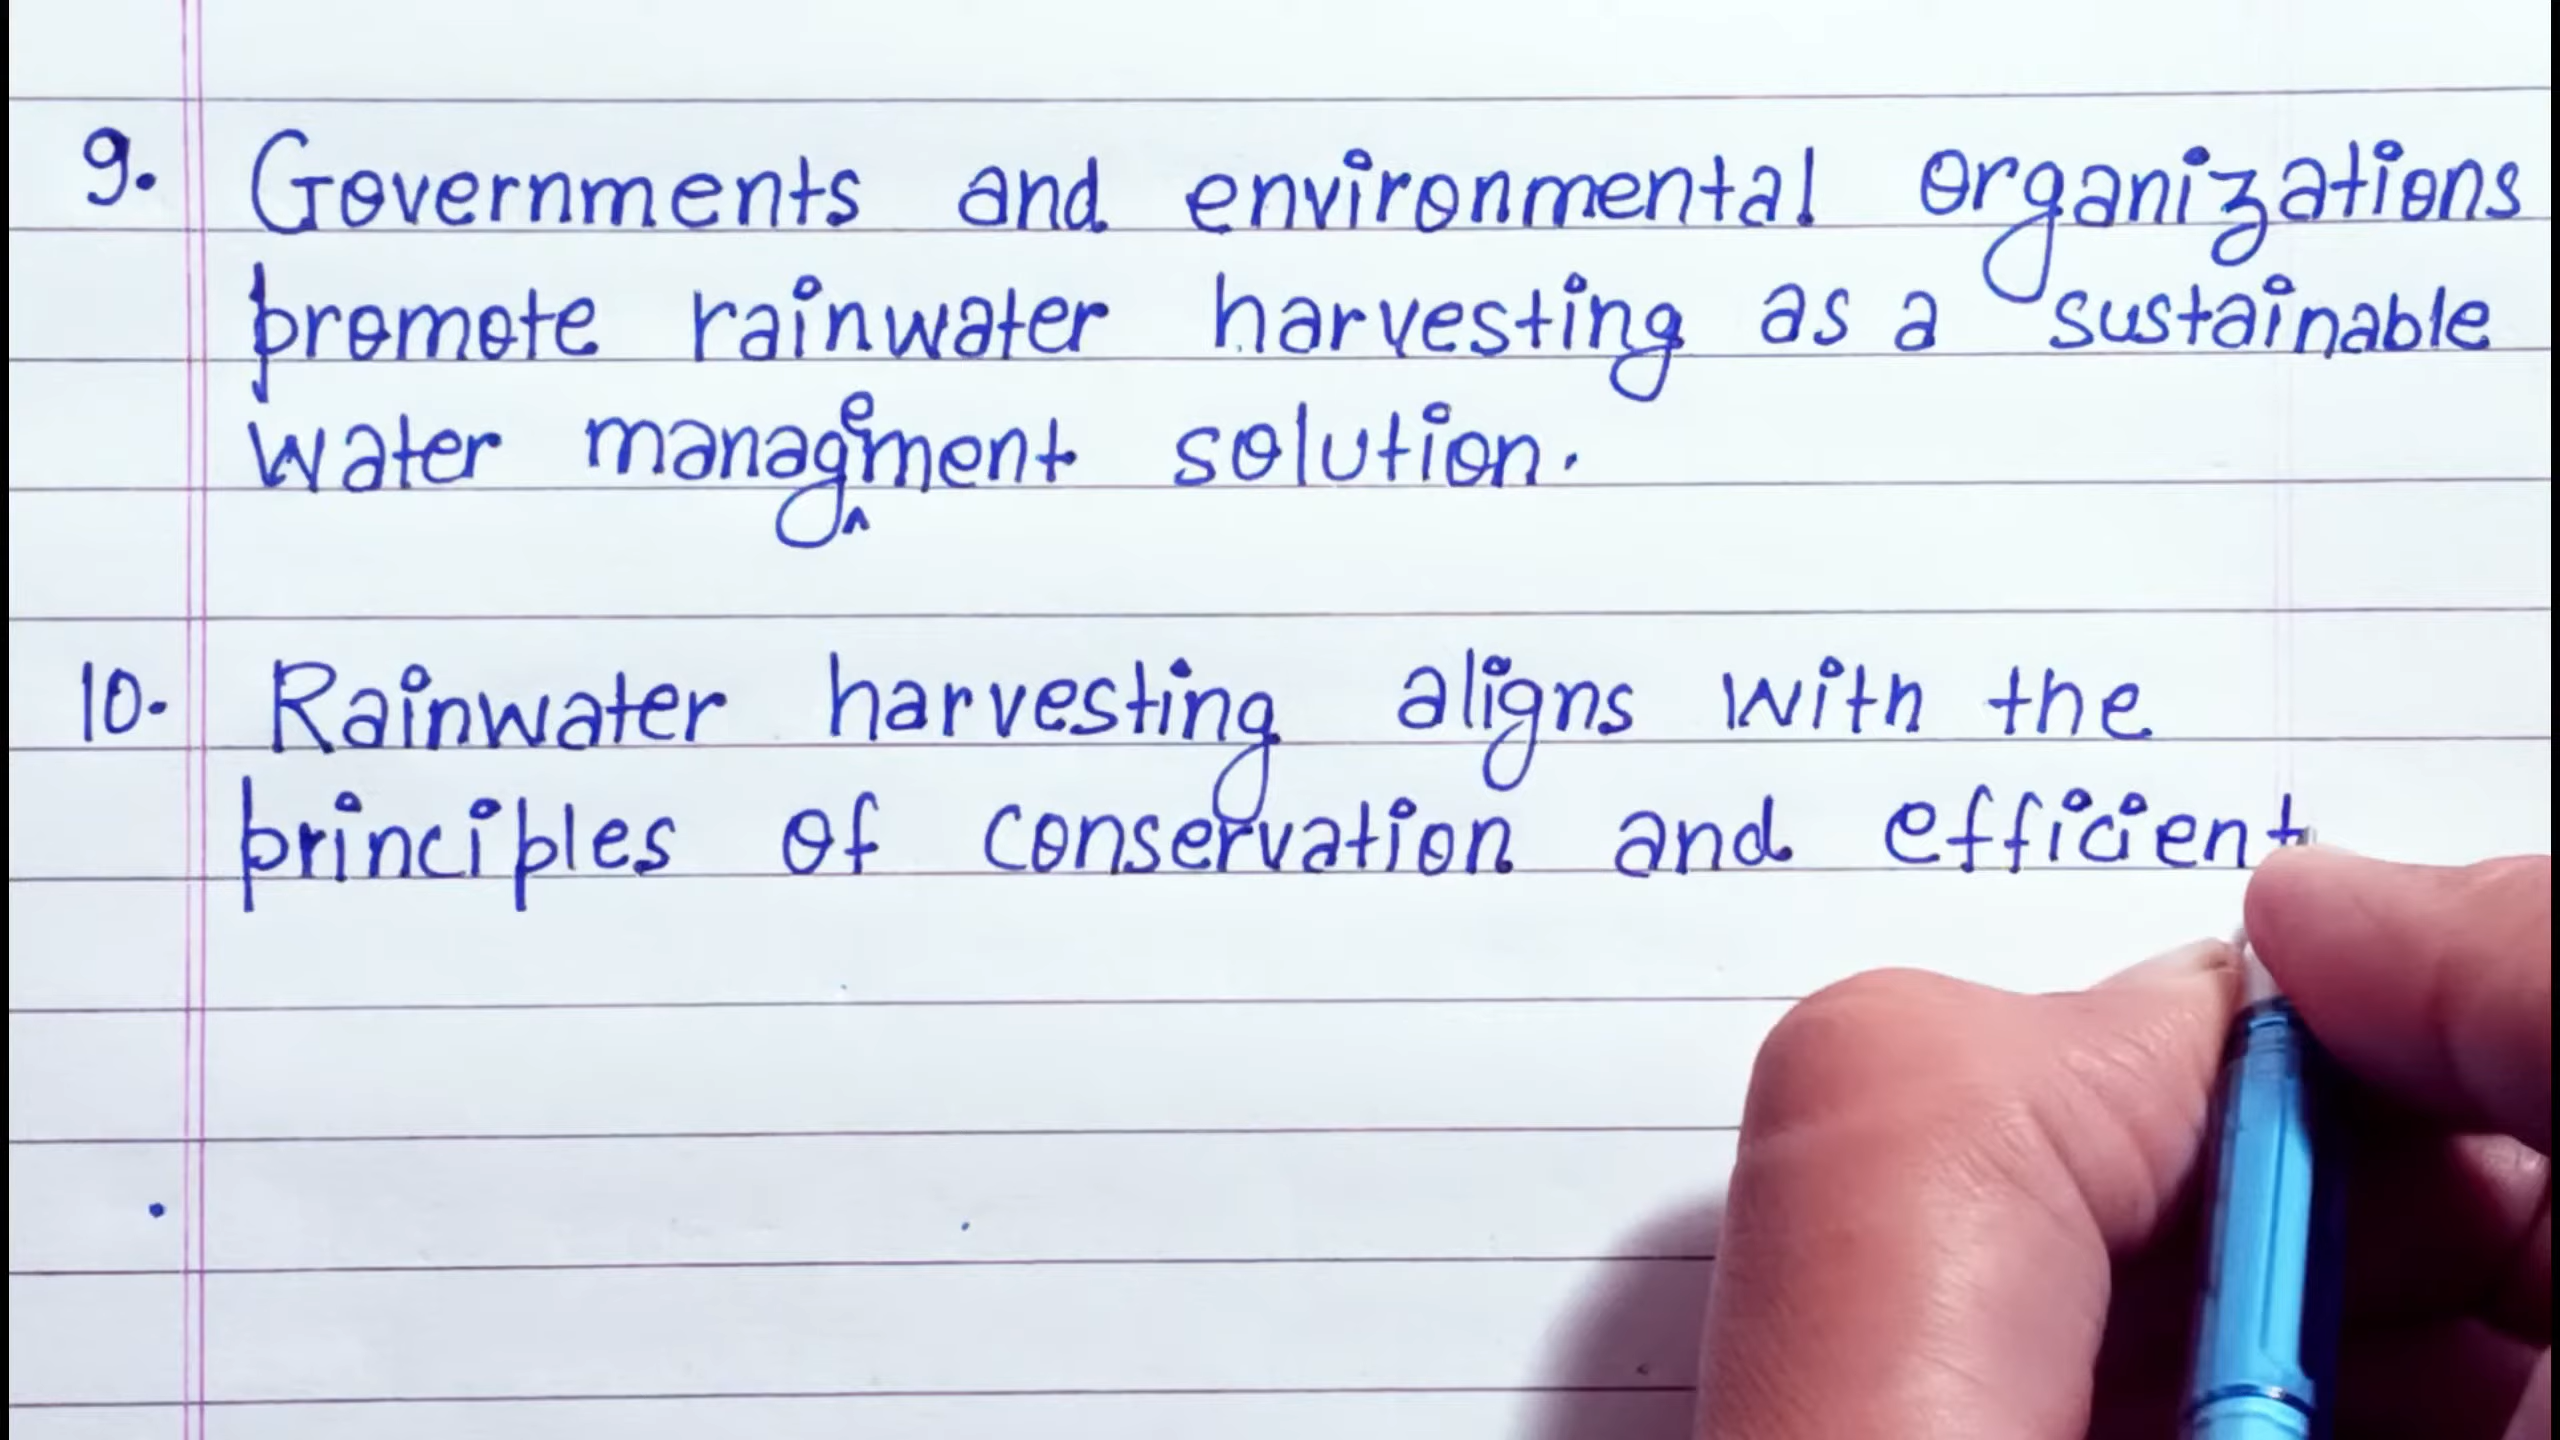 9. Governments and environmental organizations
promote rainwater harvesting as a sustainable
water management solution.
10. Rainwater harvesting aligns with the
principles of conservation and efficient